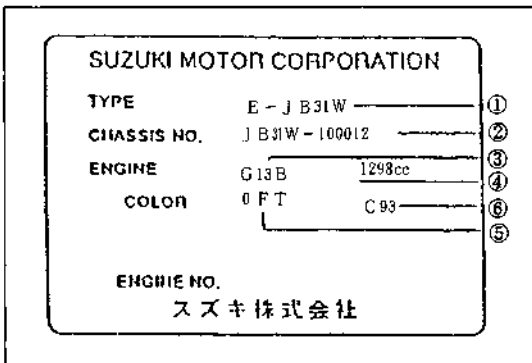 SUZUKI MOTOR CORPORATION
TYPE E-JB31W ①
CHASSIS NO. JB31W-100012 ②
③
ENGINE G13B 1298cc ④
COLOR 0FT C93 ⑥
⑤
ENGINE NO.
スズキ株式会社